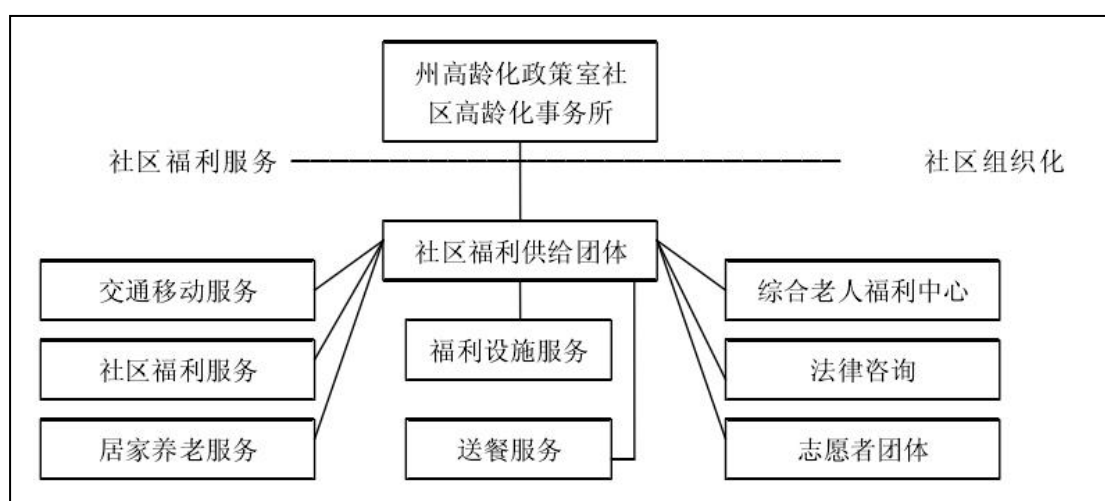 州高龄化政策室社
区高龄化事务所
社区福利服务
社区组织化
社区福利供给团体
交通移动服务
综合老人福利中心
福利设施服务
社区福利服务
法律咨询
居家养老服务
送餐服务
志愿者团体